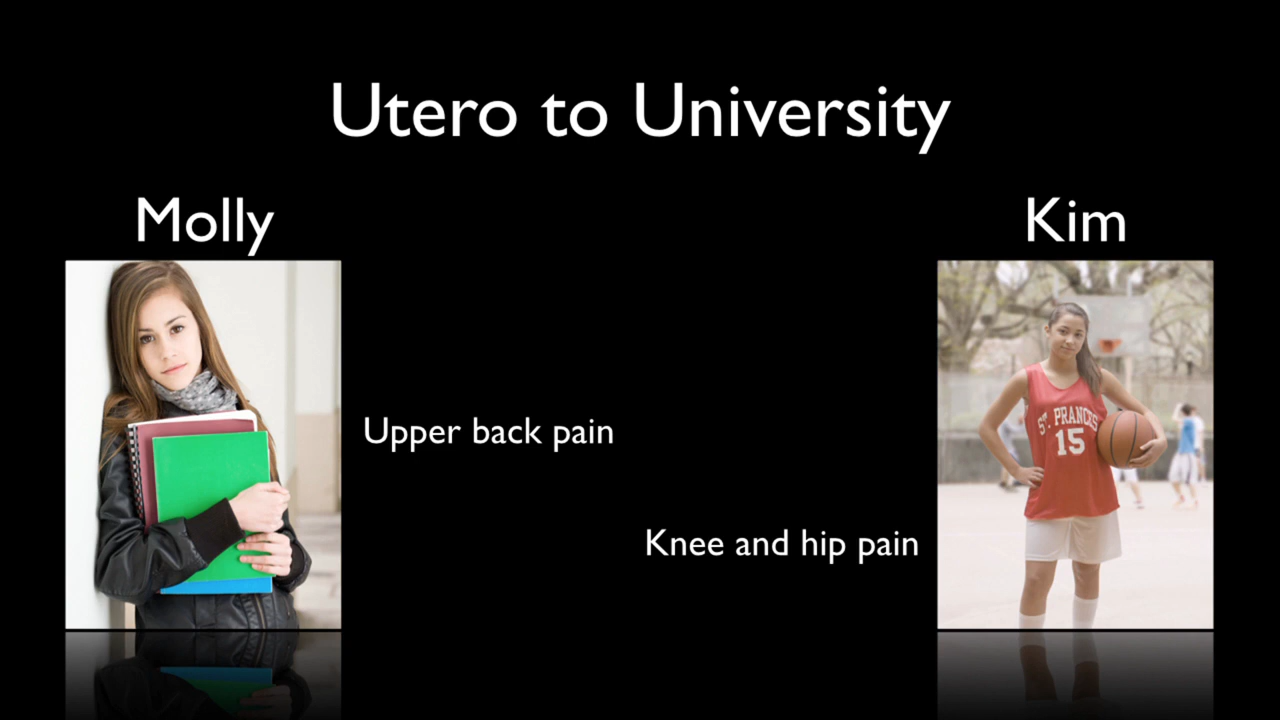 Utero to University
Molly
Kim
Upper back pain
Knee and hip pain
ST. FRANCIS
15